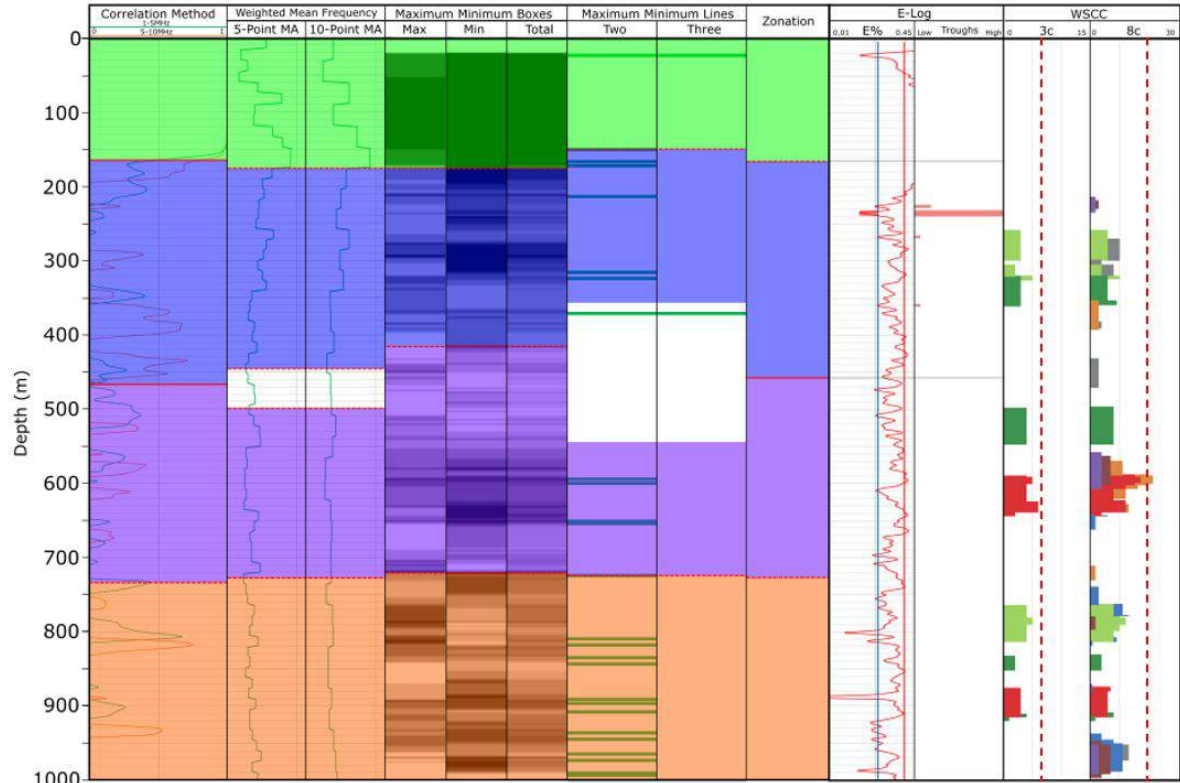 Correlation Method Weighted Mean Frequency Maximum Minimum Boxes Maximum Minimum Lines Zonation E-Log WSCC
1-5MHz
0 5-10MHz 1 5-Point MA 10-Point MA Max Min Total Two Three 0.01 E% 0.45 Low Troughs High 0 3c 15 0 8c 30
Depth (m)
0
100
200
300
400
500
600
700
800
900
1000